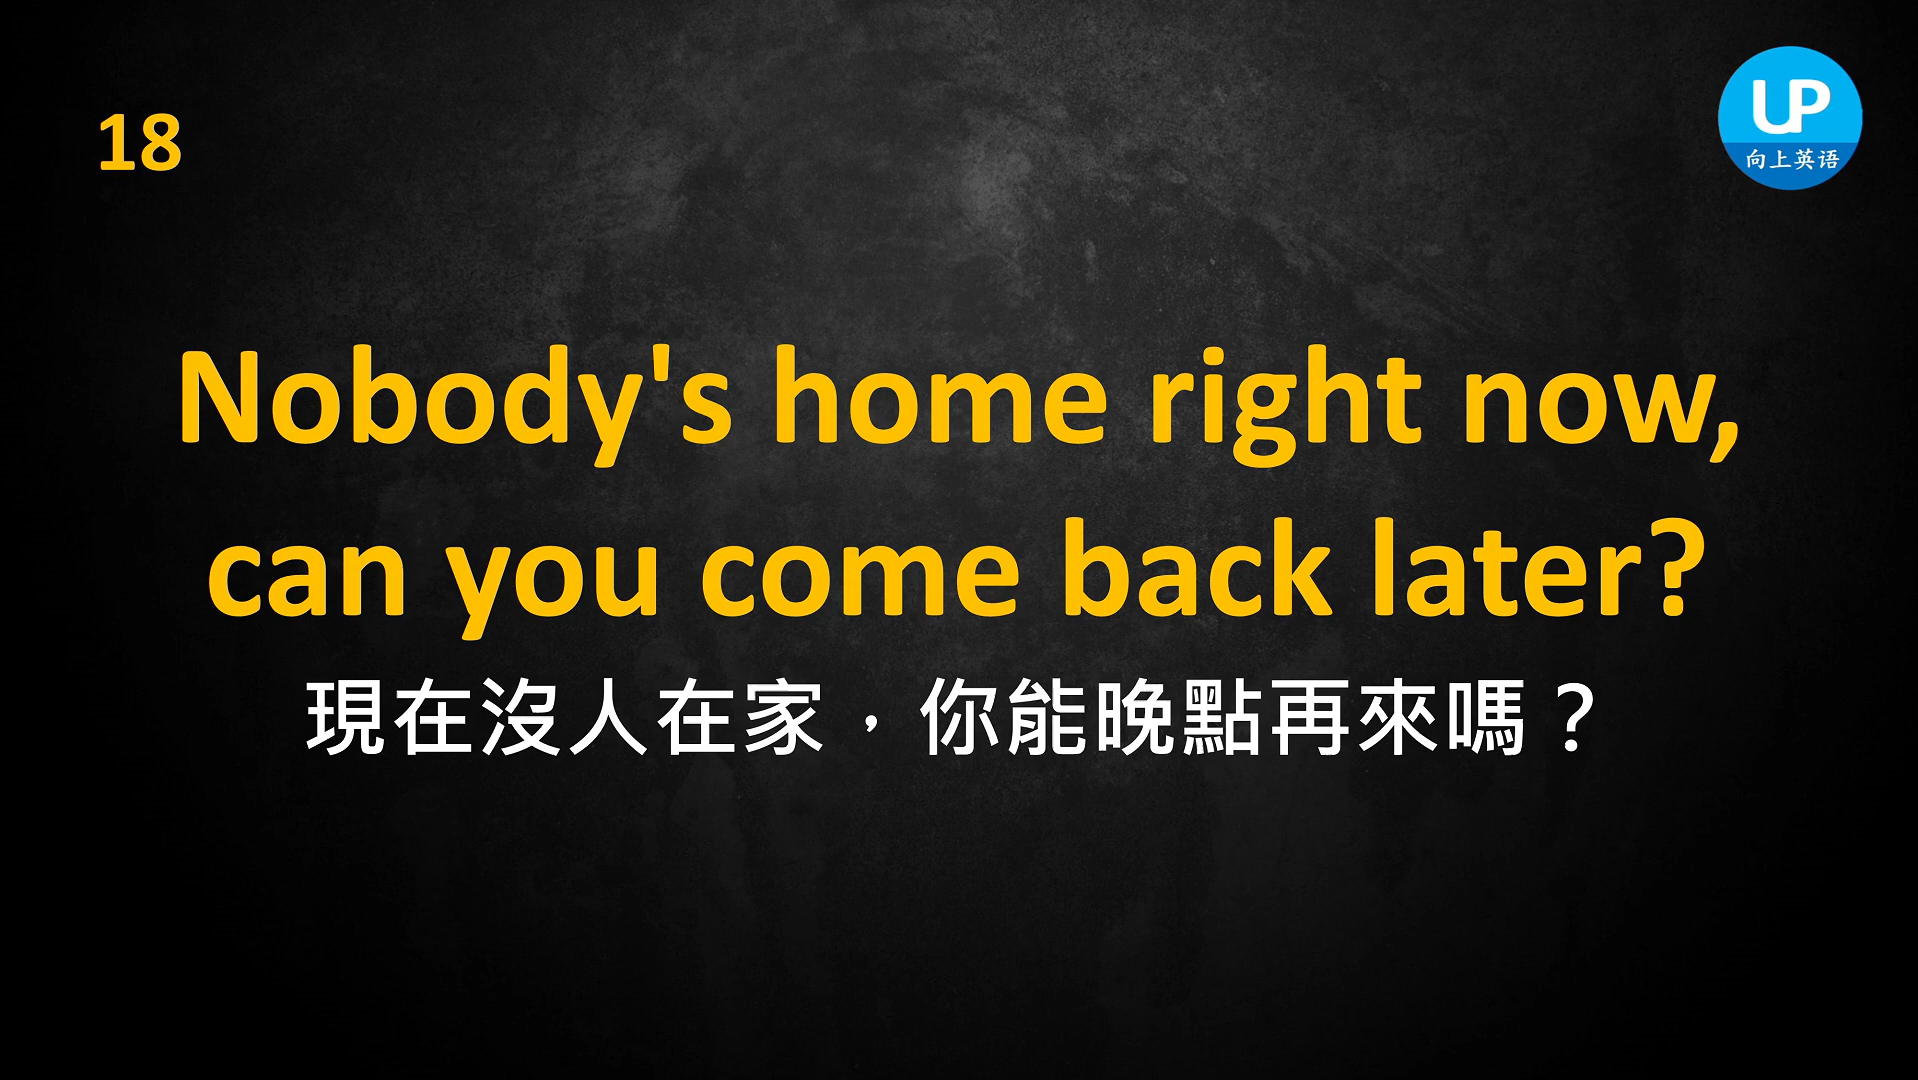 18
UP
向上英语
Nobody's home right now,
can you come back later?
現在沒人在家，你能晚點再來嗎？